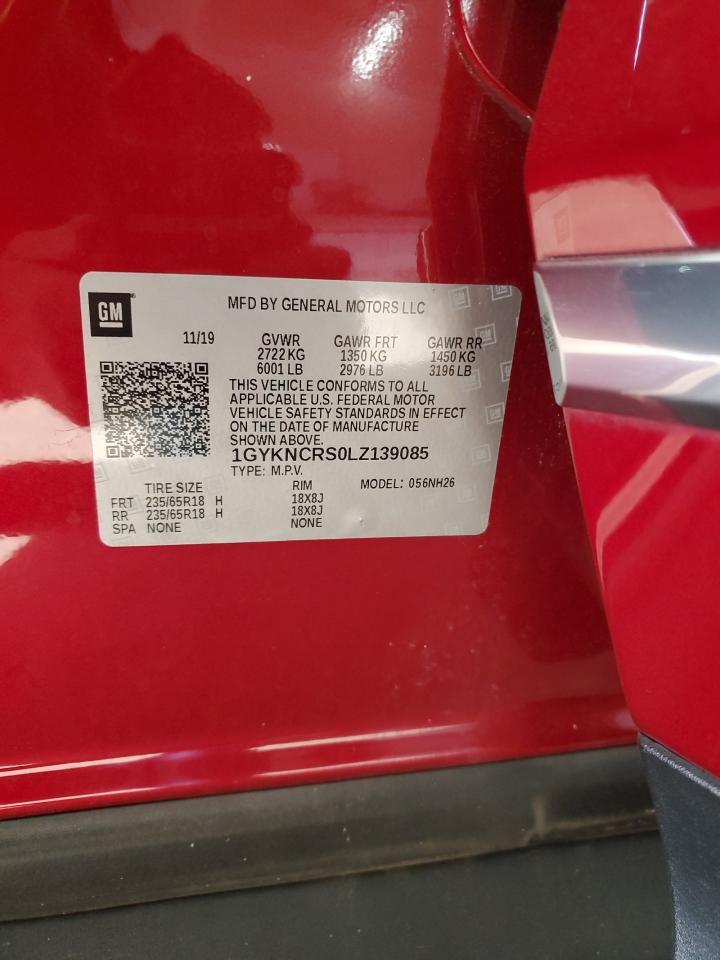 GM
MFD BY GENERAL MOTORS LLC
11/19 GVWR GAWR FRT GAWR RR
2722 KG 1350 KG 1450 KG
6001 LB 2976 LB 3196 LB
THIS VEHICLE CONFORMS TO ALL
APPLICABLE U.S. FEDERAL MOTOR
VEHICLE SAFETY STANDARDS IN EFFECT
ON THE DATE OF MANUFACTURE
SHOWN ABOVE.
1GYKNCRS0LZ139085
TYPE: M.P.V.
TIRE SIZE RIM MODEL: 056NH26
FRT 235/65R18 H 18X8J
RR 235/65R18 H 18X8J
SPA NONE NONE